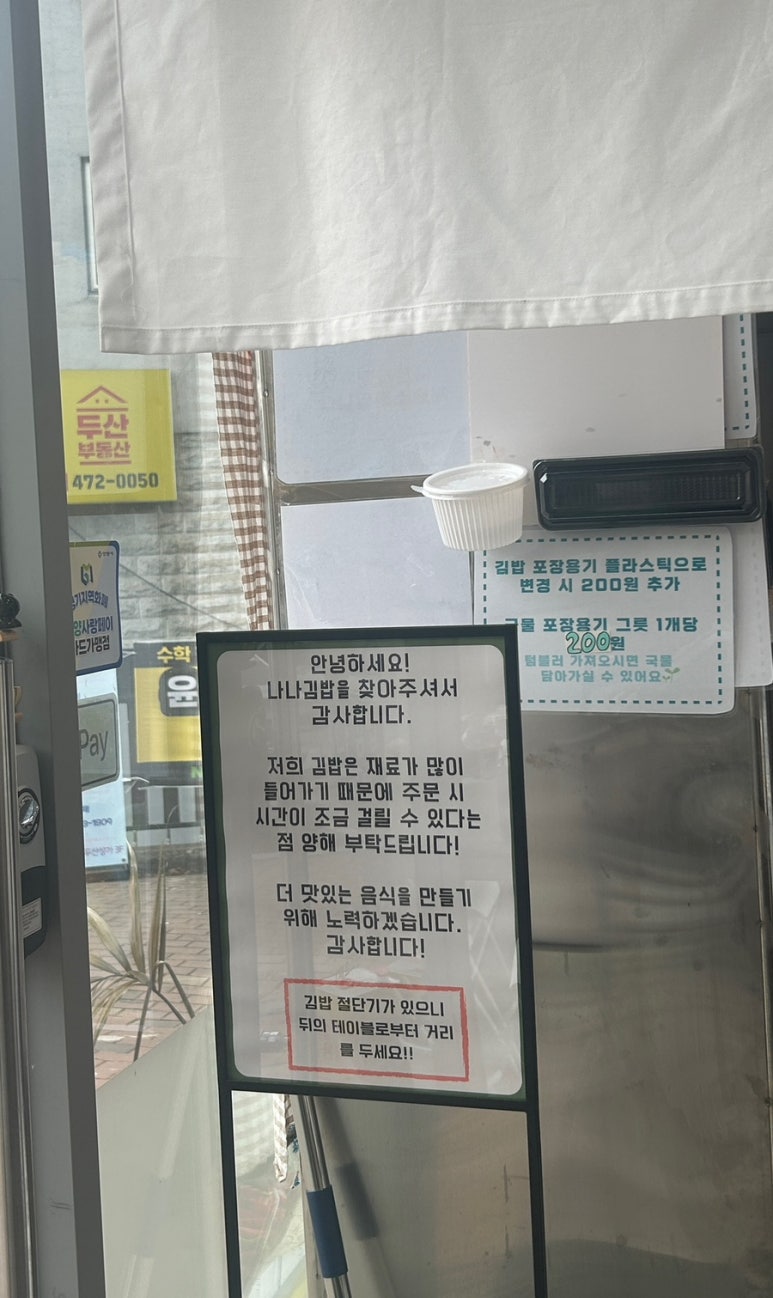 두산
부동산
472-0050
사랑페이
수학
윤
Pay
김밥 포장용기 플라스틱으로
변경 시 200원 추가
국물 포장용기 그릇 1개당
200원
텀블러 가져오시면 국물
담아가실 수 있어요
안녕하세요!
나나김밥을 찾아주셔서
감사합니다.
저희 김밥은 재료가 많이
들어가기 때문에 주문 시
시간이 조금 걸릴 수 있다는
점 양해 부탁드립니다!
더 맛있는 음식을 만들기
위해 노력하겠습니다.
감사합니다!
김밥 절단기가 있으니
뒤의 테이블로부터 거리
를 두세요!!